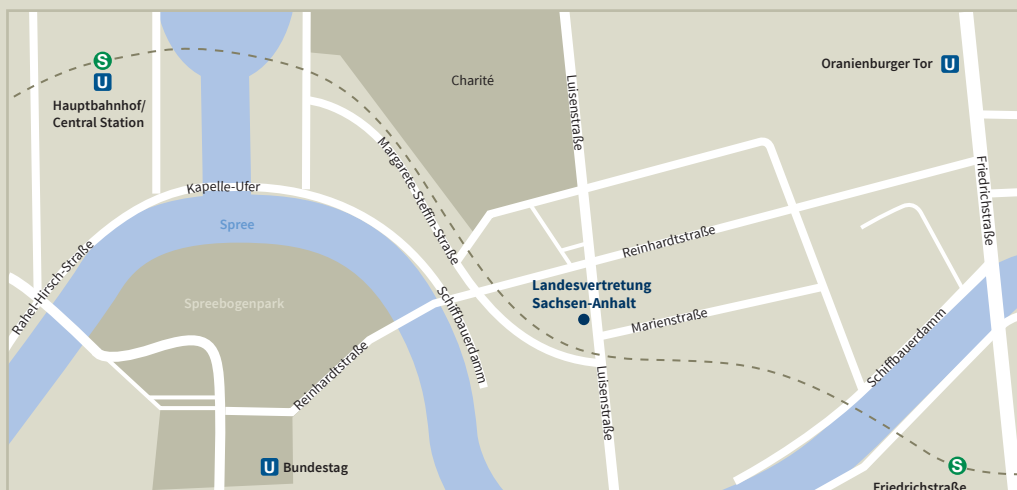 S
U
Hauptbahnhof/
Central Station
Charité
Luisenstraße
Oranienburger Tor U
Margarete-Steffin-Straße
Kapelle-Ufer
Spree
Friedrichstraße
Rahel-Hirsch-Straße
Reinhardtstraße
Spreebogenpark
Landesvertretung
Sachsen-Anhalt
Schiffbauerdamm
Marienstraße
Schiffbauerdamm
Reinhardtstraße
Luisenstraße
U Bundestag
S
Friedrichstraße